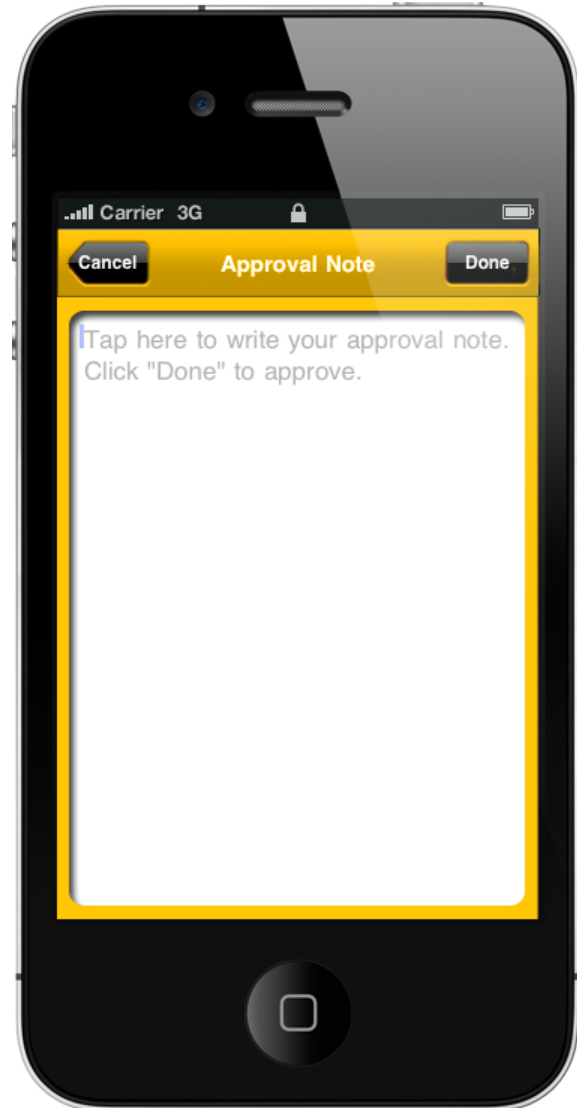 Carrier 3G
Cancel Approval Note Done
Tap here to write your approval note.
Click "Done" to approve.